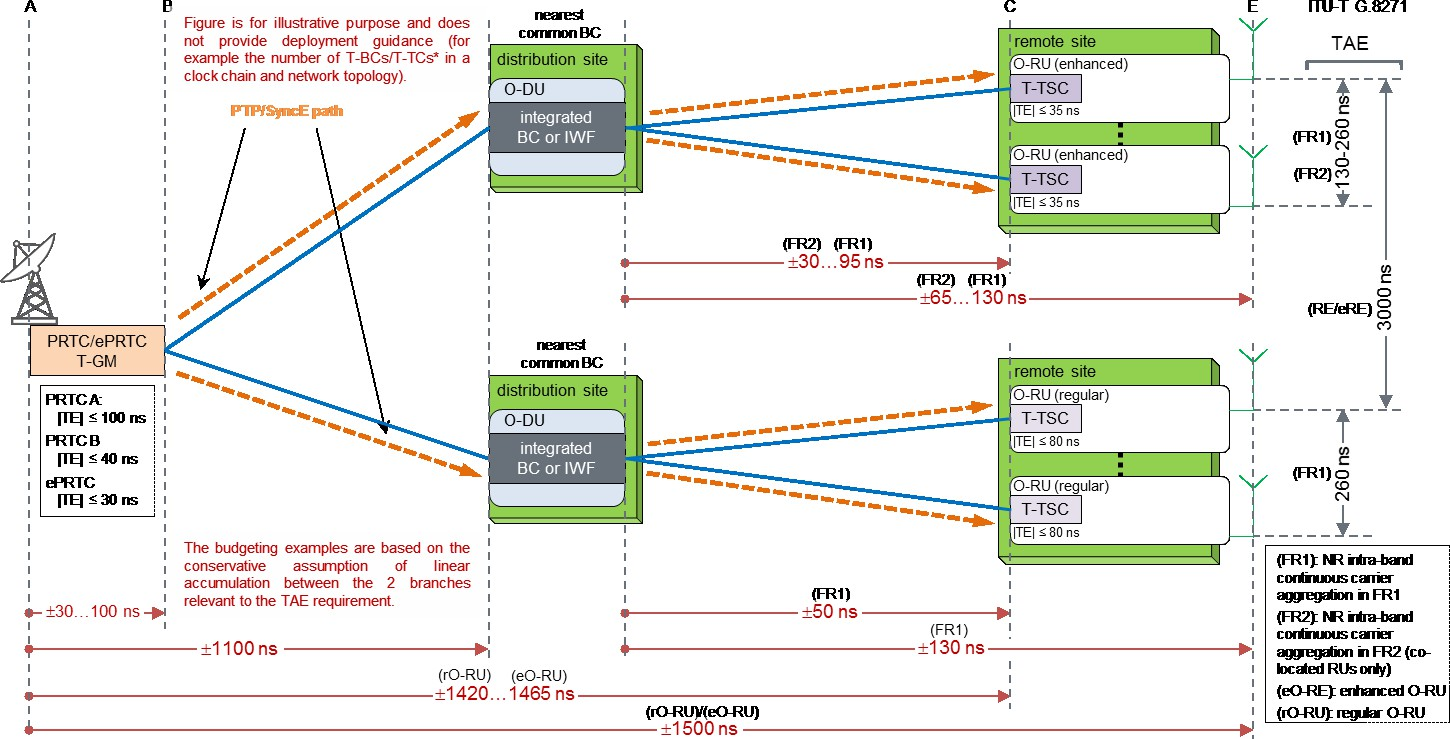 A
B
nearest
common BC
C
E
ITU-T G.8271
Figure is for illustrative purpose and does
not provide deployment guidance (for
example the number of T-BCs/T-TCs* in a
clock chain and network topology).
PTP/SyncE path
distribution site
O-DU
integrated
BC or IWF
remote site
O-RU (enhanced)
T-TSC
|TE| ≤ 35 ns
O-RU (enhanced)
T-TSC
|TE| ≤ 35 ns
TAE
(FR1)
(FR2)
130-260 ns
(FR2) (FR1)
±30…95 ns
(FR2) (FR1)
±65…130 ns
(RE/eRE)
3000 ns
PRTC/ePRTC
T-GM
PRTC A:
|TE| ≤ 100 ns
PRTC B
|TE| ≤ 40 ns
ePRTC
|TE| ≤ 30 ns
nearest
common BC
distribution site
O-DU
integrated
BC or IWF
remote site
O-RU (regular)
T-TSC
|TE| ≤ 80 ns
O-RU (regular)
T-TSC
|TE| ≤ 80 ns
(FR1)
260 ns
The budgeting examples are based on the
conservative assumption of linear
accumulation between the 2 branches
relevant to the TAE requirement.
±30…100 ns
(FR1)
±50 ns
±1100 ns
(FR1)
±130 ns
(rO-RU) (eO-RU)
±1420…1465 ns
(rO-RU)/(eO-RU)
±1500 ns
(FR1): NR intra-band
continuous carrier
aggregation in FR1
(FR2): NR intra-band
continuous carrier
aggregation in FR2 (co-
located RUs only)
(eO-RE): enhanced O-RU
(rO-RU): regular O-RU